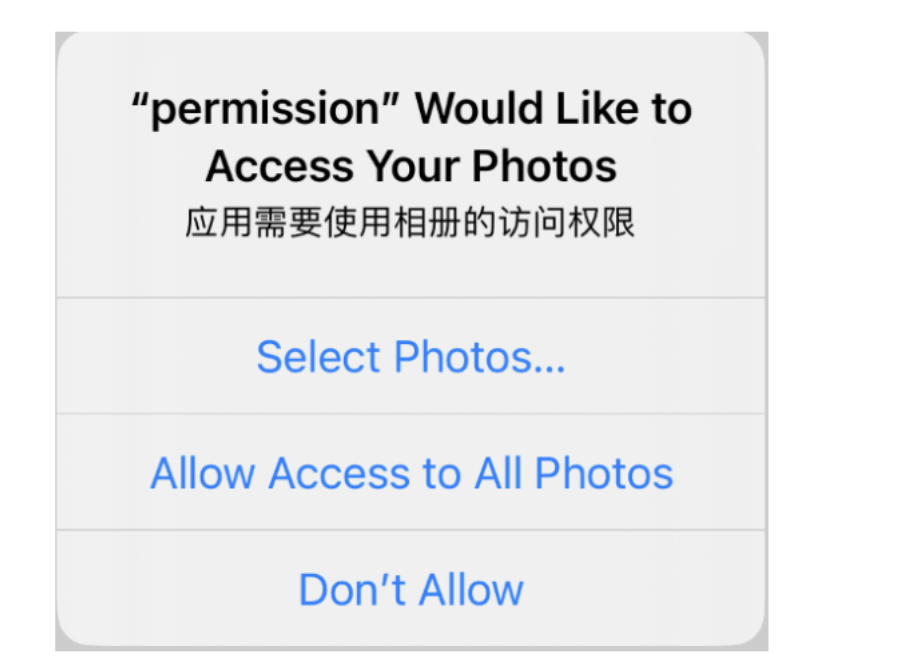 “permission” Would Like to
Access Your Photos
应用需要使用相册的访问权限
Select Photos...
Allow Access to All Photos
Don’t Allow